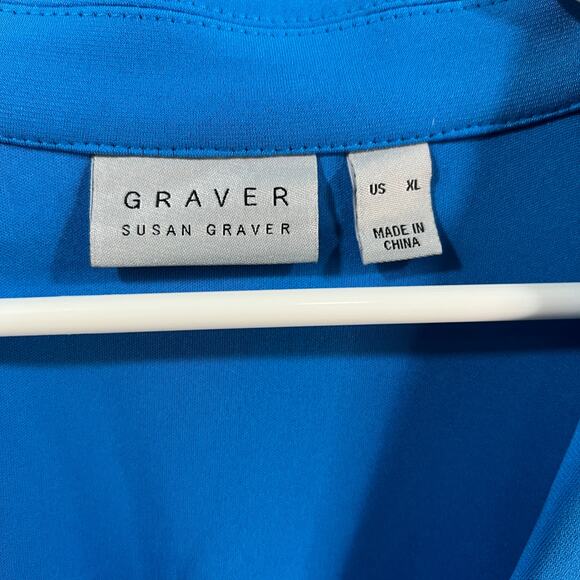 GRAVER
SUSAN GRAVER
US XL
MADE IN
CHINA